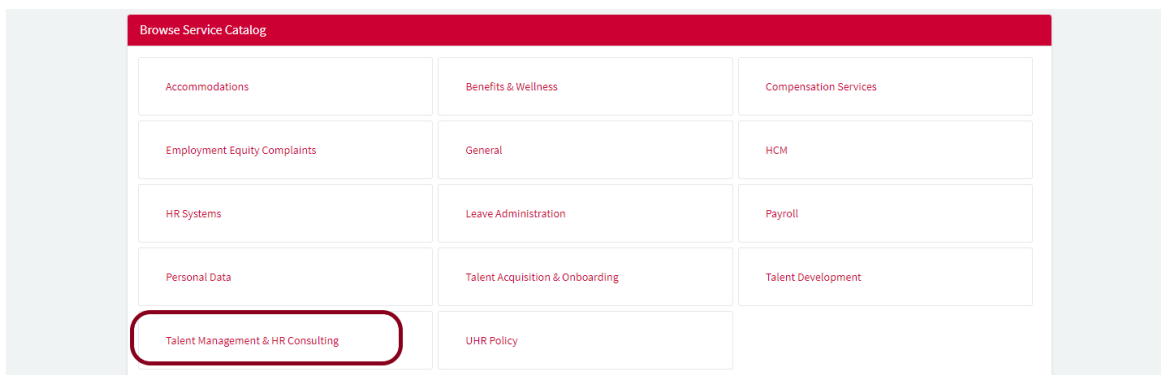 Browse Service Catalog
Accommodations
Benefits & Wellness
Compensation Services
Employment Equity Complaints
General
HCM
HR Systems
Leave Administration
Payroll
Personal Data
Talent Acquisition & Onboarding
Talent Development
Talent Management & HR Consulting
UHR Policy